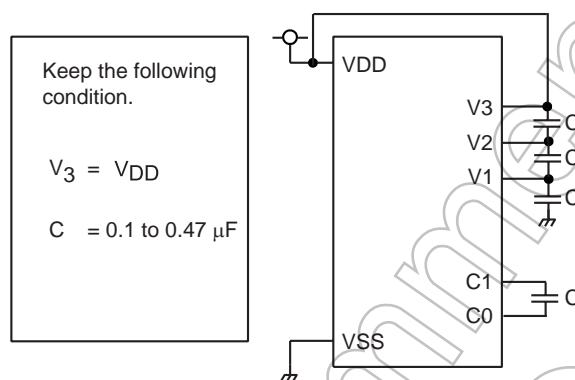 Keep the following
condition.
V3 = VDD
C = 0.1 to 0.47 μF
VDD
V3
C
V2
C
V1
C
C1
C
C0
VSS